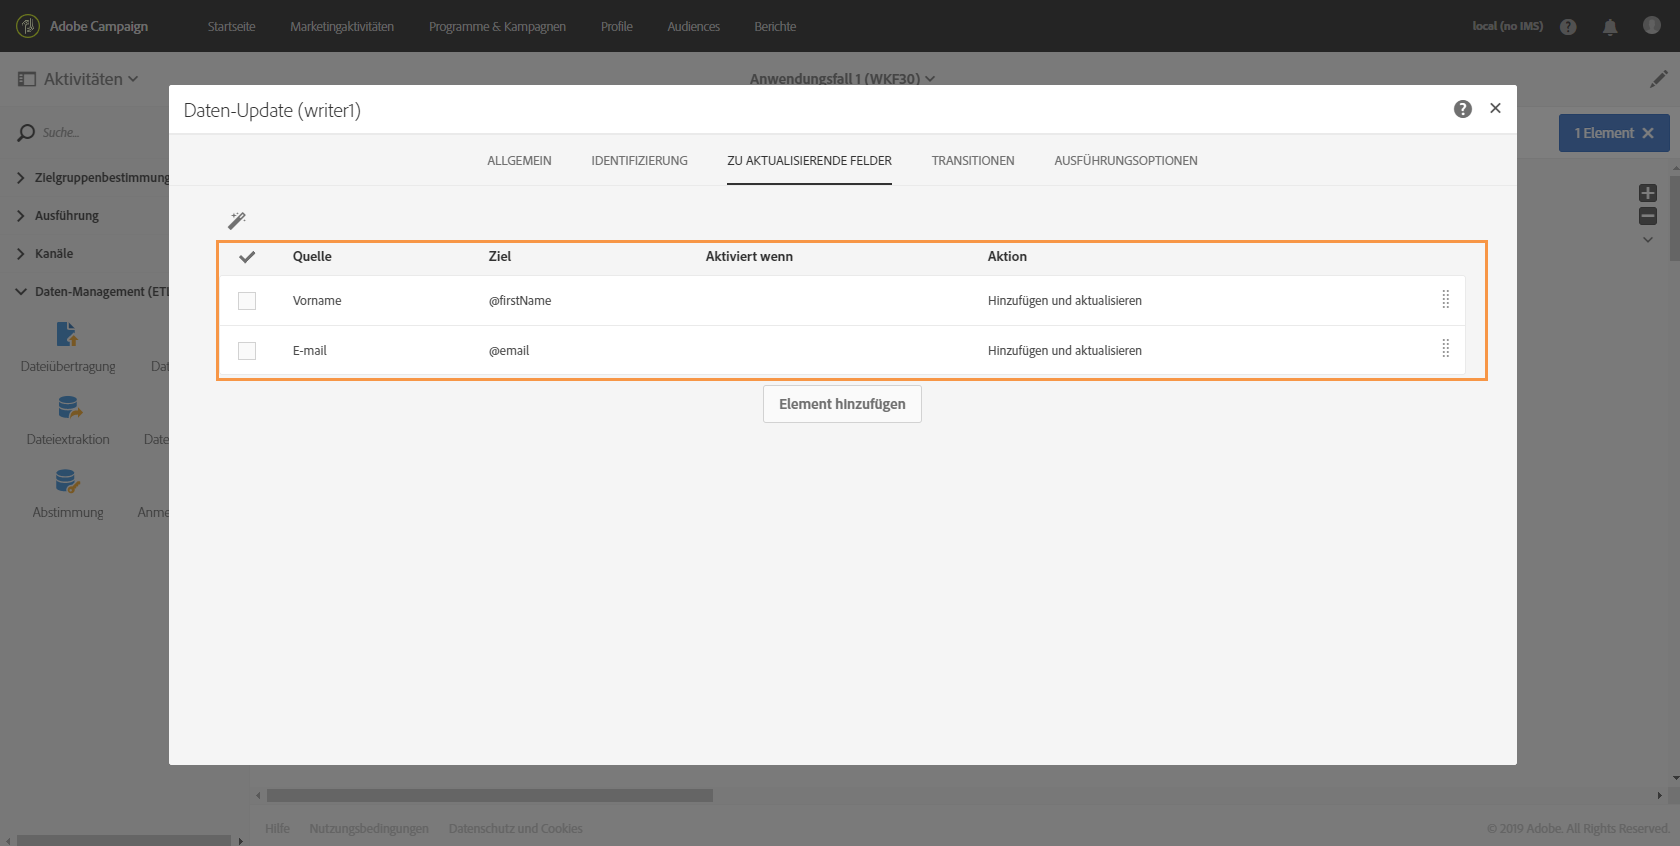 Adobe Campaign Startseite Marketingaktivitäten Programme & Kampagnen Profile Audiences Berichte local (no IMS)
Aktivitäten Anwendungsfall 1 (WKF30)
Daten-Update (writer1)
Suche... 1 Element
ALLGEMEIN IDENTIFIZIERUNG ZU AKTUALISIERENDE FELDER TRANSITIONEN AUSFÜHRUNGSOPTIONEN
Zielgruppenbestimmung
Ausführung
Kanäle
Quelle Ziel Aktiviert wenn Aktion
Daten-Management (ETL
Vorname @firstName Hinzufügen und aktualisieren
E-mail @email Hinzufügen und aktualisieren
Dateiübertragung Dat
Element hinzufügen
Dateiextraktion Date
Abstimmung Anme
Hilfe Nutzungsbedingungen Datenschutz und Cookies © 2019 Adobe. All Rights Reserved.